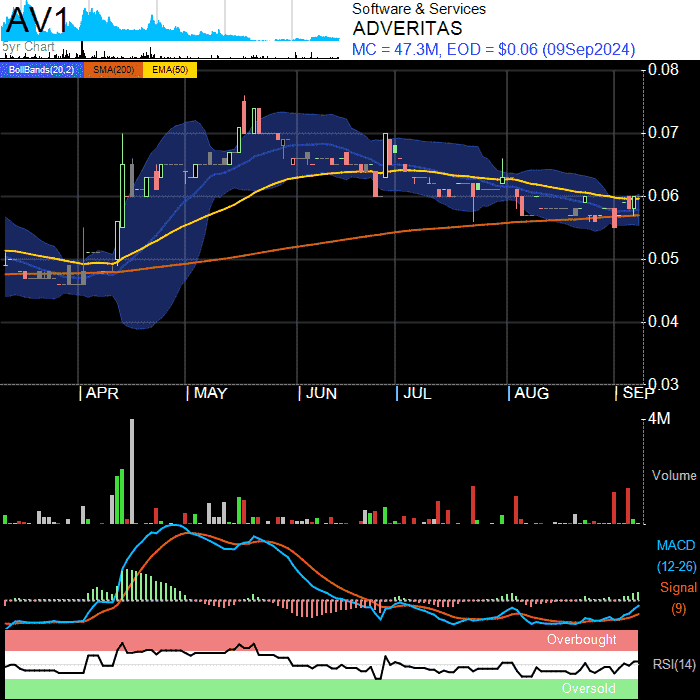 AV1
5yr Chart
Software & Services
ADVERITAS
MC = 47.3M, EOD = $0.06 (09Sep2024)
BollBands(20,2) SMA(200) EMA(50)
0.08
0.07
0.06
0.05
0.04
0.03
APR MAY JUN JUL AUG SEP
4M
Volume
MACD
(12-26)
Signal
(9)
Overbought
RSI(14)
Oversold